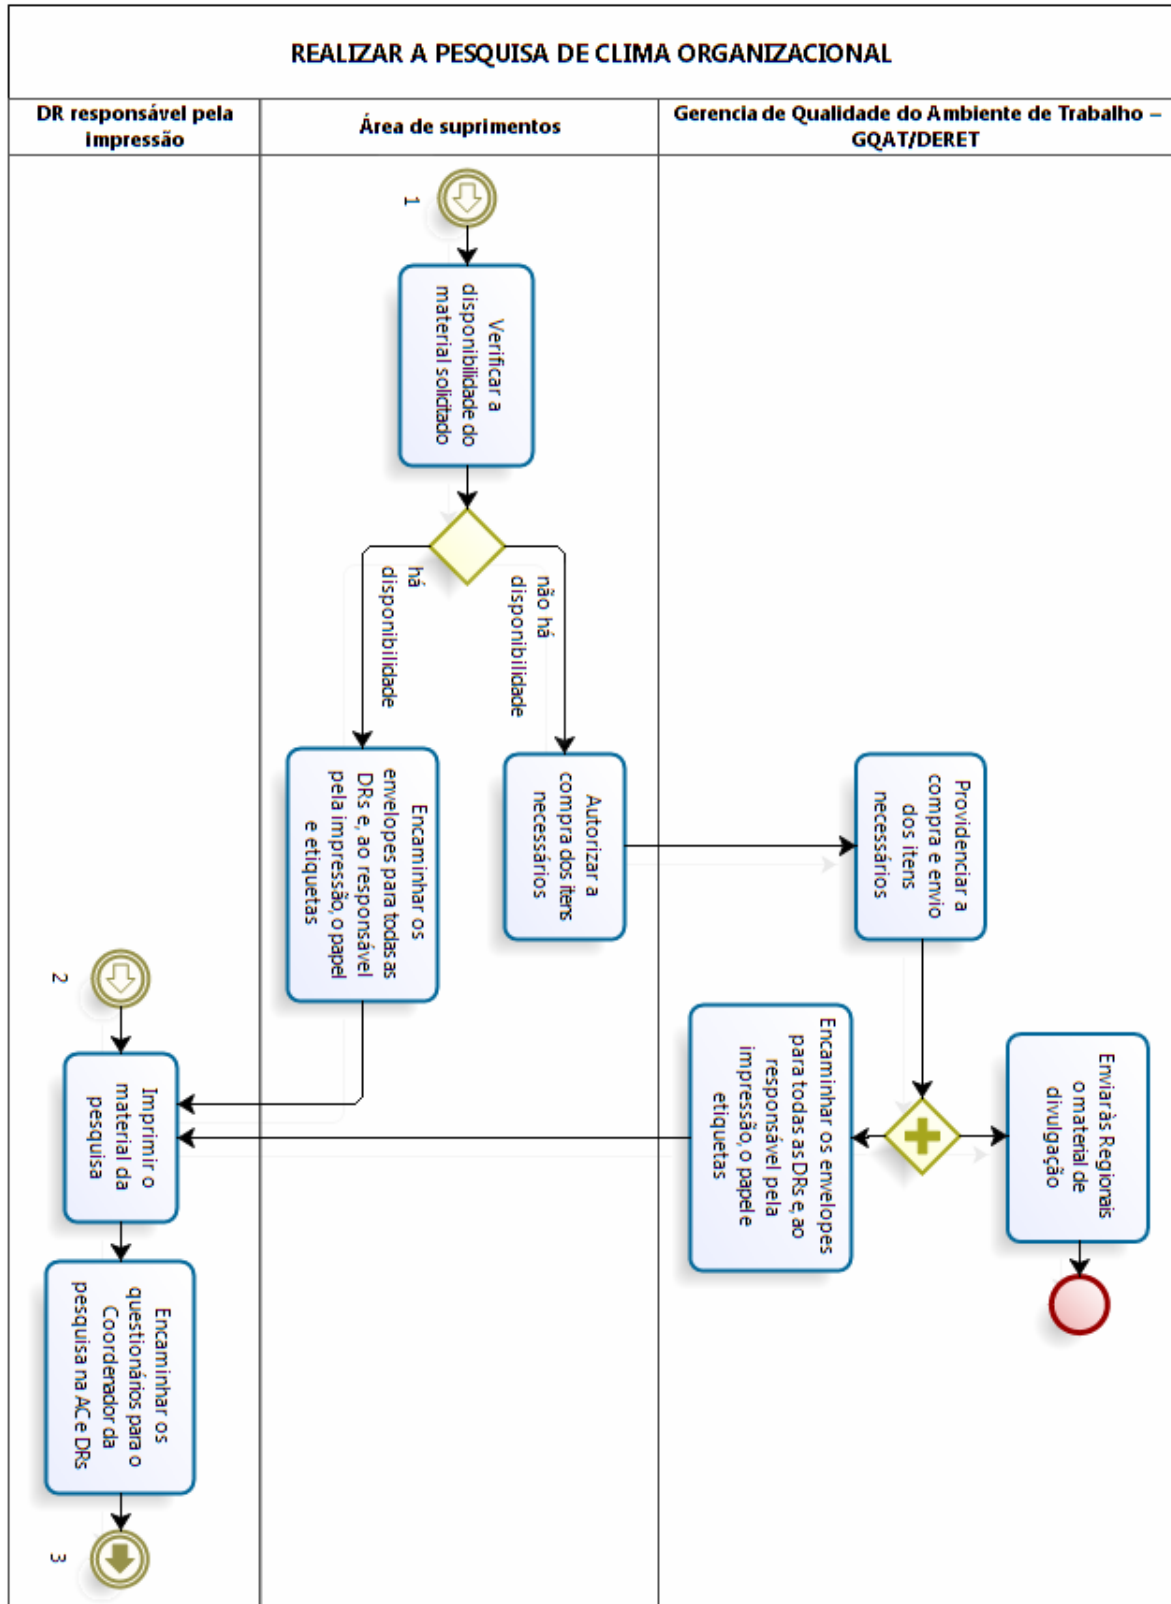 REALIZAR A PESQUISA DE CLIMA ORGANIZACIONAL
DR responsável pela
impressão
Área de suprimentos
Gerencia de Qualidade do Ambiente de Trabalho –
GQAT/DERET
1
Verificar a
disponibilidade do
material solicitado
não há
disponibilidade
há
disponibilidade
Autorizar a
compra dos itens
necessários
Encaminhar os
envelopes para todas as
DRs e, ao responsável
pela impressão, o papel
e etiquetas
Providenciar a
compra e envio
dos itens
necessários
Enviar às Regionais
o material de
divulgação
Encaminhar os envelopes
para todas as DRs e, ao
responsável pela
impressão, o papel e
etiquetas
2
Imprimir o
material da
pesquisa
Encaminhar os
questionários para o
Coordenador da
pesquisa na AC e DRs
3